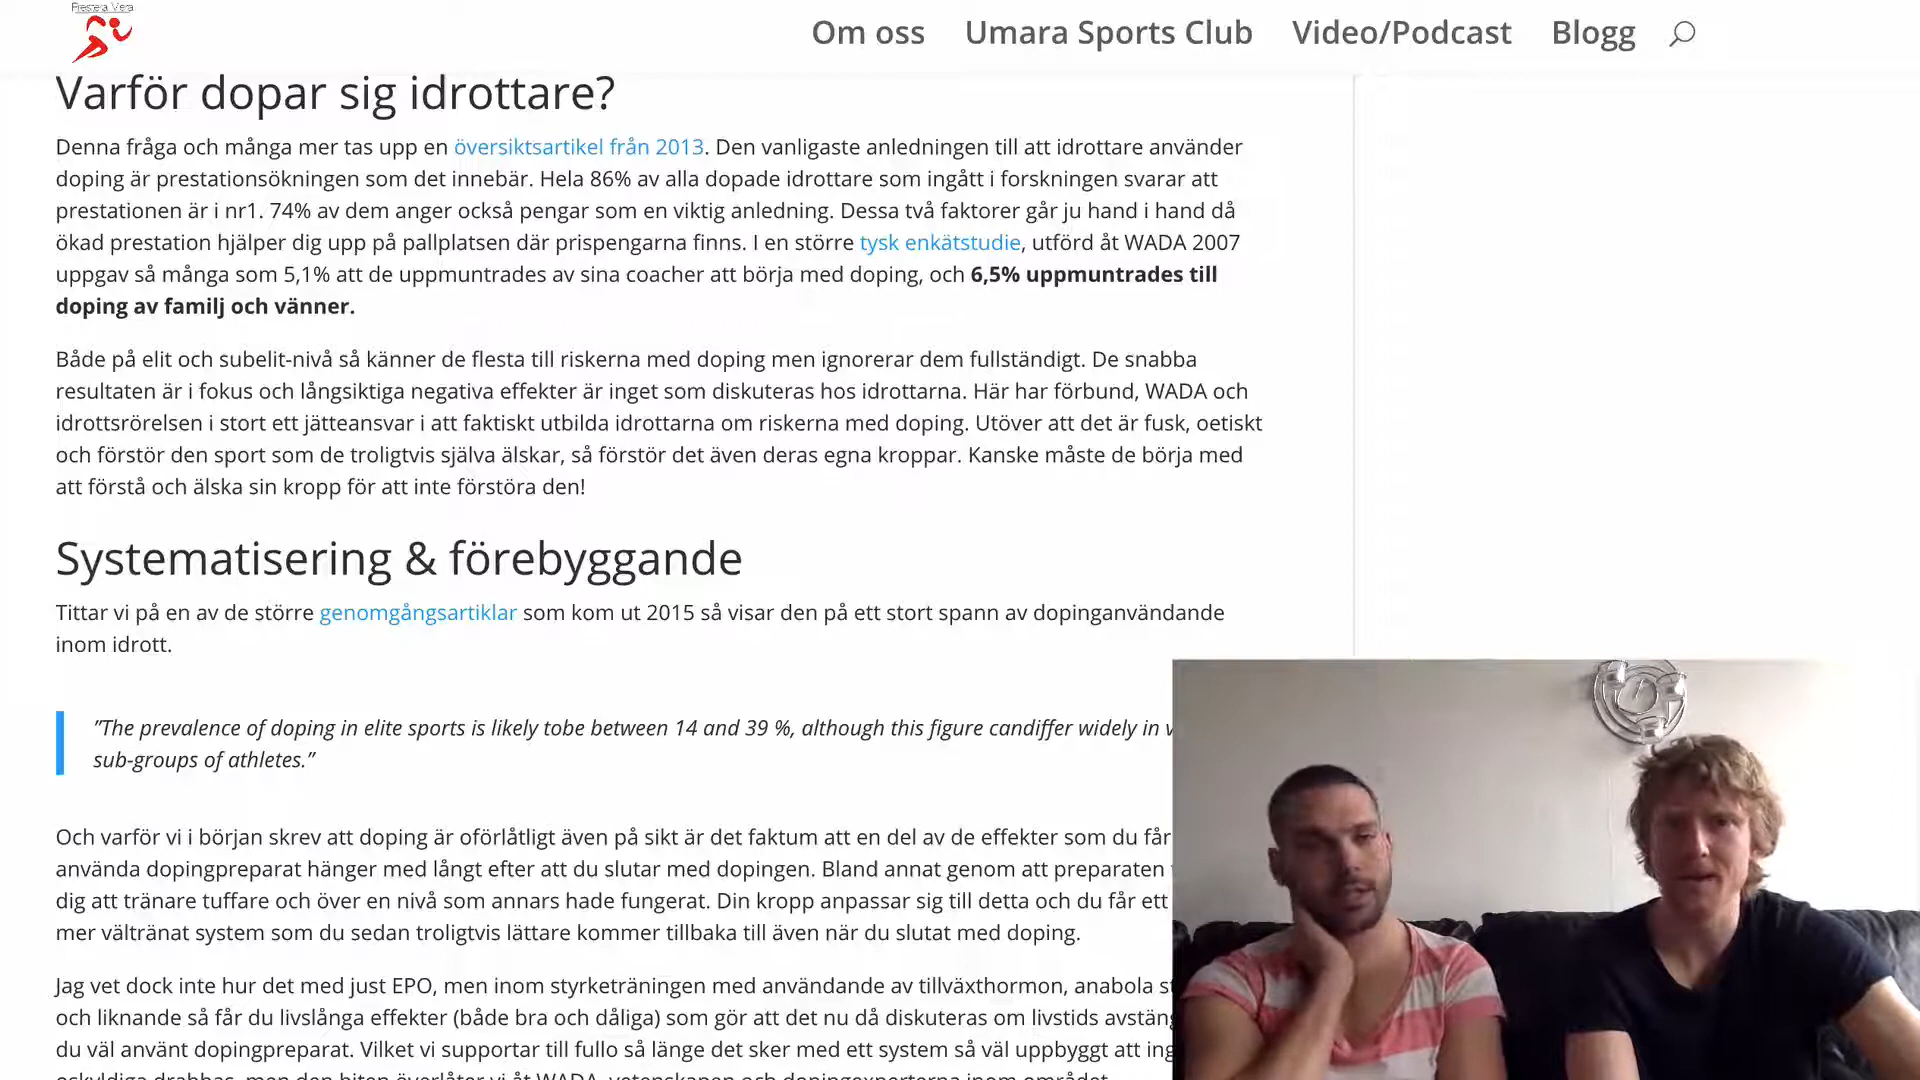 Prestera Mera
Om oss Umara Sports Club Video/Podcast Blogg
Varför dopar sig idrottare?
Denna fråga och många mer tas upp en översiktsartikel från 2013. Den vanligaste anledningen till att idrottare använder
doping är prestationsökningen som det innebär. Hela 86% av alla dopade idrottare som ingått i forskningen svarar att
prestationen är i nr1. 74% av dem anger också pengar som en viktig anledning. Dessa två faktorer går ju hand i hand då
ökad prestation hjälper dig upp på pallplatsen där prispengarna finns. I en större tysk enkätstudie, utförd åt WADA 2007
uppgav så många som 5,1% att de uppmuntrades av sina coacher att börja med doping, och 6,5% uppmuntrades till
doping av familj och vänner.
Både på elit och subelit-nivå så känner de flesta till riskerna med doping men ignorerar dem fullständigt. De snabba
resultaten är i fokus och långsiktiga negativa effekter är inget som diskuteras hos idrottarna. Här har förbund, WADA och
idrottsrörelsen i stort ett jätteansvar i att faktiskt utbilda idrottarna om riskerna med doping. Utöver att det är fusk, oetiskt
och förstör den sport som de troligtvis själva älskar, så förstör det även deras egna kroppar. Kanske måste de börja med
att förstå och älska sin kropp för att inte förstöra den!
Systematisering & förebyggande
Tittar vi på en av de större genomgångsartiklar som kom ut 2015 så visar den på ett stort spann av dopinganvändande
inom idrott.
”The prevalence of doping in elite sports is likely tobe between 14 and 39 %, although this figure candiffer widely in
sub-groups of athletes.”
Och varför vi i början skrev att doping är oförlåtligt även på sikt är det faktum att en del av de effekter som du får
använda dopingpreparat hänger med långt efter att du slutar med dopingen. Bland annat genom att preparaten
dig att tränare tuffare och över en nivå som annars hade fungerat. Din kropp anpassar sig till detta och du får ett
mer vältränat system som du sedan troligtvis lättare kommer tillbaka till även när du slutat med doping.
Jag vet dock inte hur det med just EPO, men inom styrketräningen med användande av tillväxthormon, anabola
och liknande så får du livslånga effekter (både bra och dåliga) som gör att det nu då diskuteras om livstids
du väl använt dopingpreparat. Vilket vi supportar till fullo så länge det sker med ett system så väl uppbyggt att
oskyldiga drabbas, men den biten överlåter vi åt WADA, vetenskapen och dopingexperterna inom området.